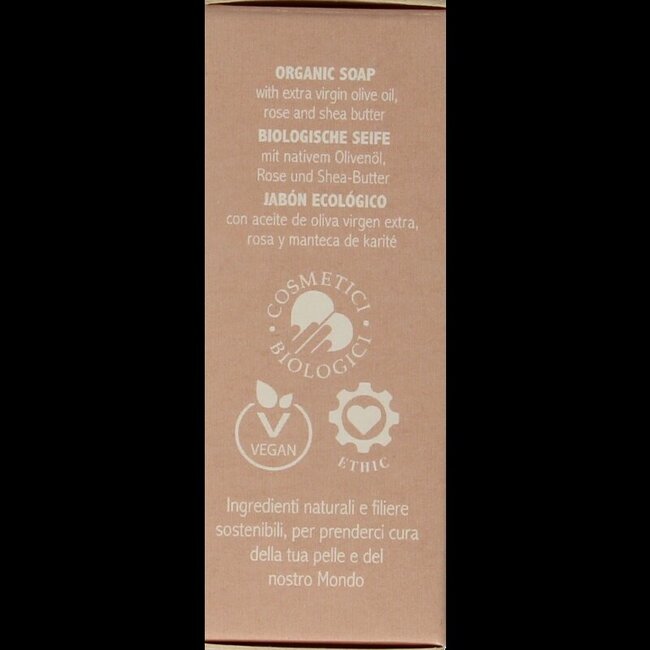 ORGANIC SOAP
with extra virgin olive oil,
rose and shea butter
BIOLOGISCHE SEIFE
mit nativem Olivenöl,
Rose und Shea-Butter
JABÓN ECOLÓGICO
con aceite de oliva virgen extra,
rosa y manteca de karité
• COSMETICI •
BIOLOGICI
V
VEGAN
ETHIC
Ingredienti naturali e filiere
sostenibili, per prenderci cura
della tua pelle e del
nostro Mondo